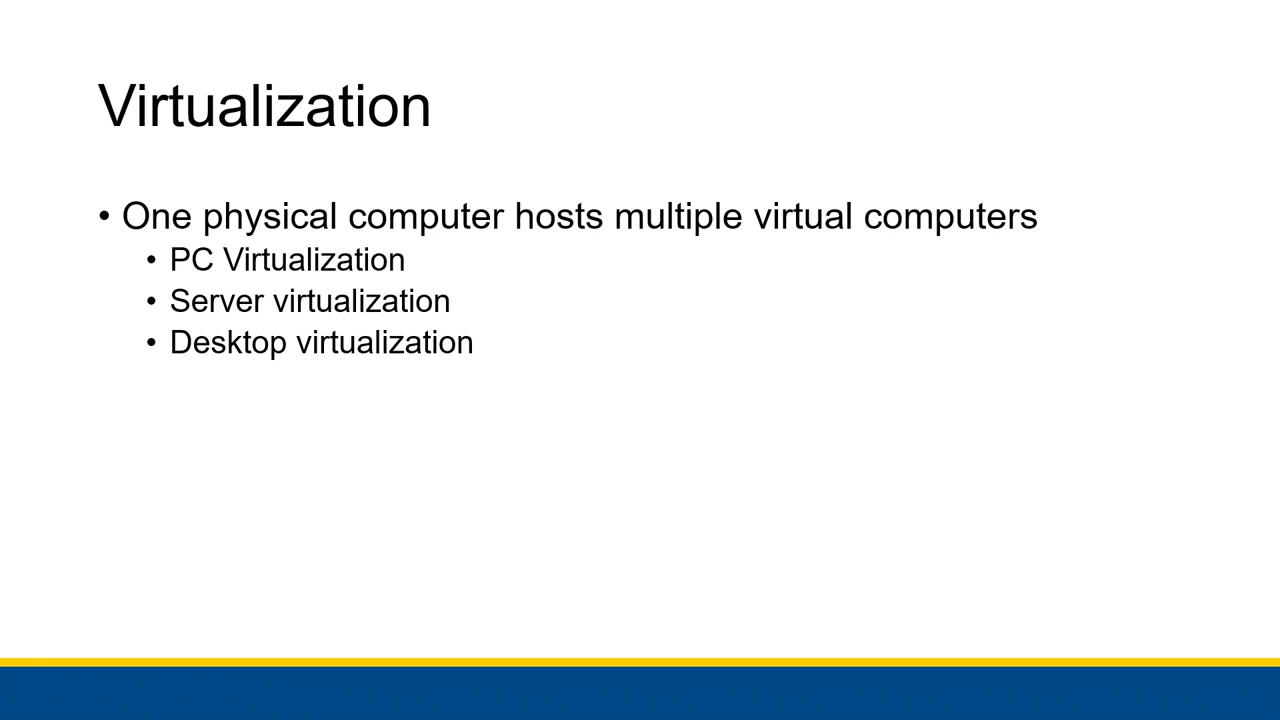 Virtualization
• One physical computer hosts multiple virtual computers
• PC Virtualization
• Server virtualization
• Desktop virtualization